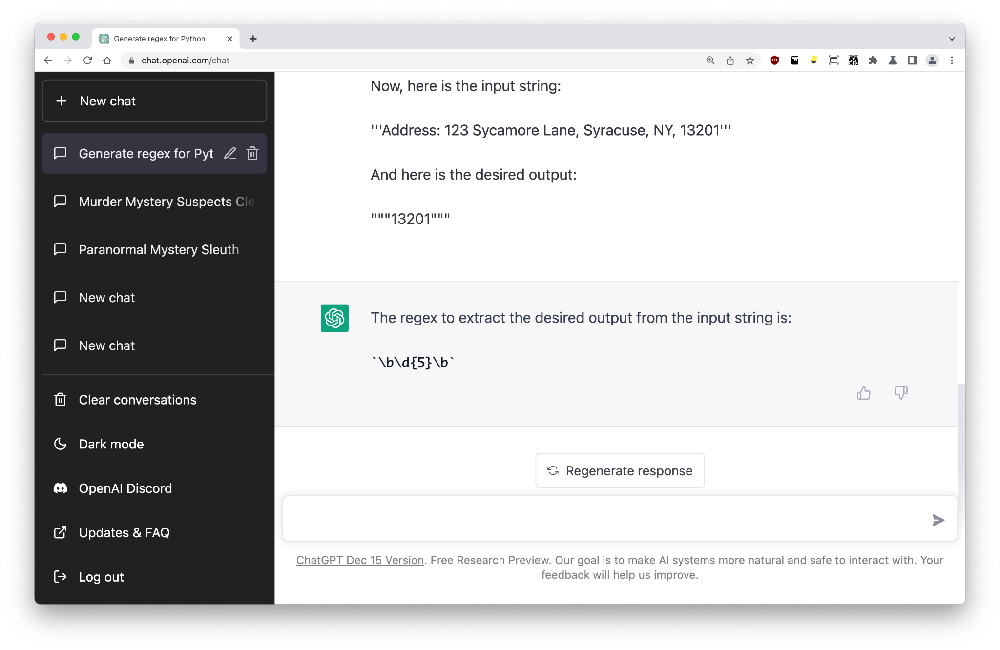 Generate regex for Python
chat.openai.com/chat
New chat
Generate regex for Pyt
Murder Mystery Suspects Cle
Paranormal Mystery Sleuth
New chat
New chat
Clear conversations
Dark mode
OpenAI Discord
Updates & FAQ
Log out
Now, here is the input string:
'''Address: 123 Sycamore Lane, Syracuse, NY, 13201'''
And here is the desired output:
"""13201"""
The regex to extract the desired output from the input string is:
`\b\d{5}\b`
Regenerate response
ChatGPT Dec 15 Version. Free Research Preview. Our goal is to make AI systems more natural and safe to interact with. Your
feedback will help us improve.